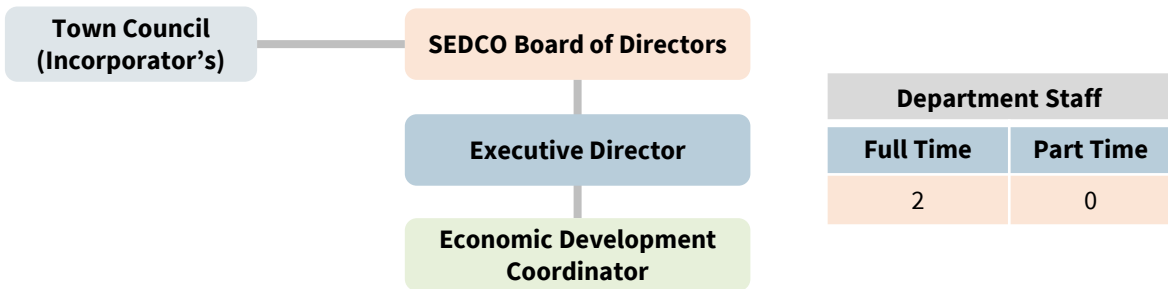 Town Council
(Incorporator’s)
SEDCO Board of Directors
Executive Director
Economic Development
Coordinator
Department Staff
Full Time Part Time
2 0